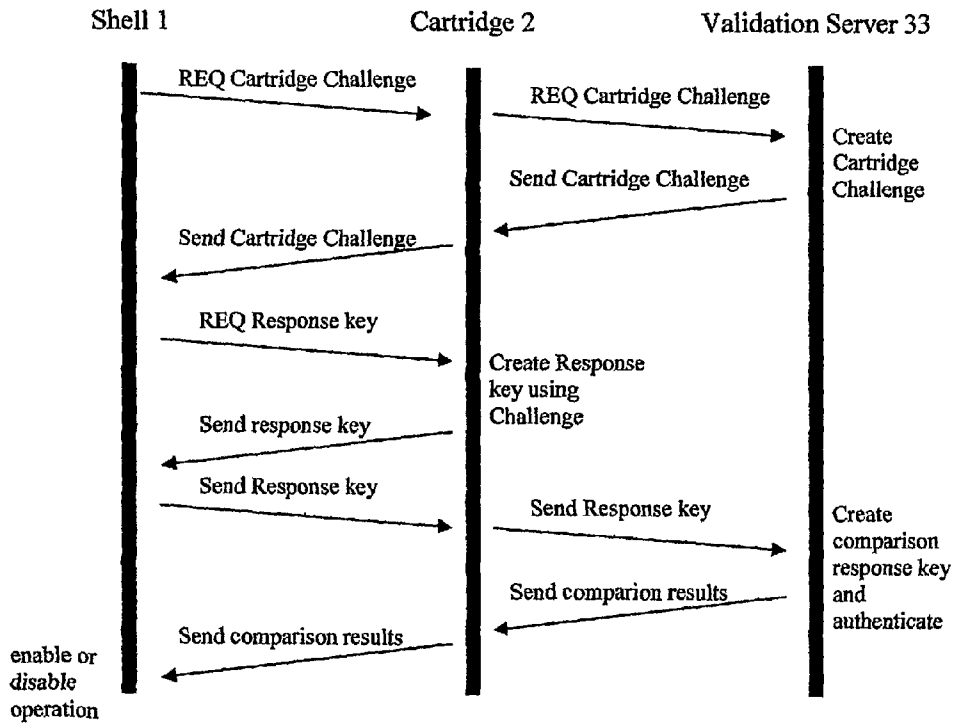 Shell 1
Cartridge 2
Validation Server 33
REQ Cartridge Challenge
REQ Cartridge Challenge
Create
Cartridge
Challenge
Send Cartridge Challenge
Send Cartridge Challenge
REQ Response key
Create Response
key using
Challenge
Send response key
Send Response key
Send Response key
Create
comparison
response key
and
authenticate
Send comparion results
Send comparison results
enable or
disable
operation